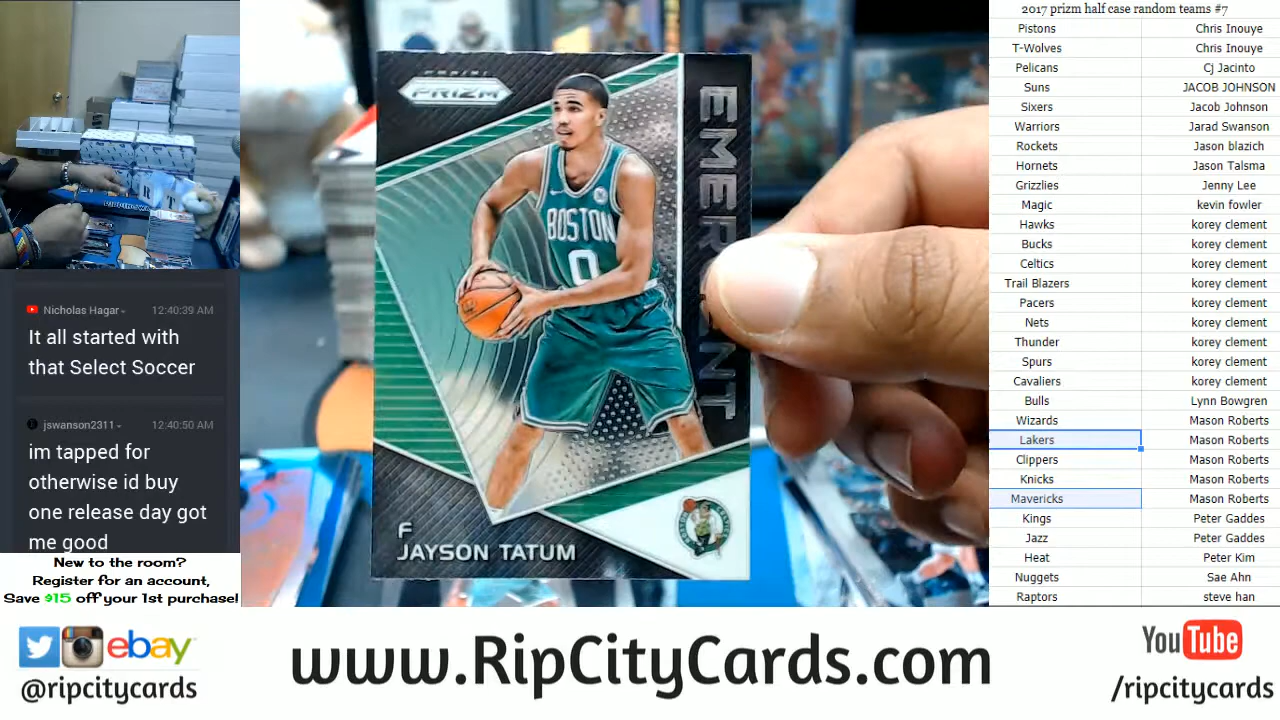 Nicholas Hagar 12:40:39 AM
It all started with
that Select Soccer
jswanson2311 12:40:50 AM
im tapped for
otherwise id buy
one release day got
me good
New to the room?
Register for an account,
Save $15 off your 1st purchase!
PANINI
PRIZM
BOSTON
0
F
JAYSON TATUM
2017 prizm half case random teams #7
Pistons Chris Inouye
T-Wolves Chris Inouye
Pelicans Cj Jacinto
Suns JACOB JOHNSON
Sixers Jacob Johnson
Warriors Jarad Swanson
Rockets Jason blazich
Hornets Jason Talsma
Grizzlies Jenny Lee
Magic kevin fowler
Hawks korey clement
Bucks korey clement
Celtics korey clement
Trail Blazers korey clement
Pacers korey clement
Nets korey clement
Thunder korey clement
Spurs korey clement
Cavaliers korey clement
Bulls Lynn Bowgren
Wizards Mason Roberts
Lakers Mason Roberts
Clippers Mason Roberts
Knicks Mason Roberts
Mavericks Mason Roberts
Kings Peter Gaddes
Jazz Peter Gaddes
Heat Peter Kim
Nuggets Sae Ahn
Raptors steve han
ebay
@ripcitycards
www.RipCityCards.com
YouTube
/ripcitycards